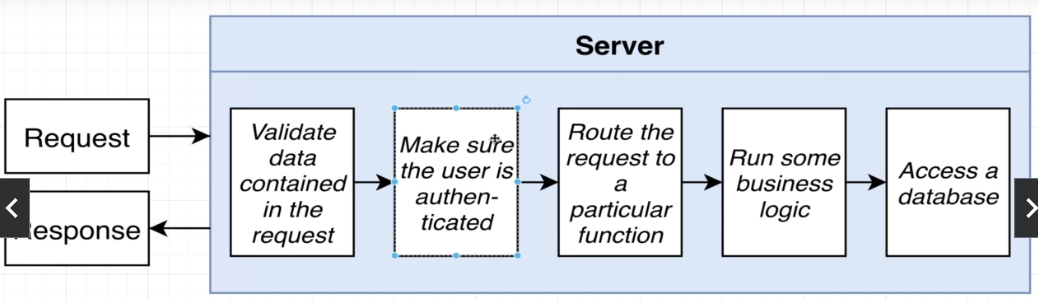 Server
Request
Response
Validate
data
contained
in the
request
Make sure
the user is
authen-
ticated
Route the
request to
a
particular
function
Run some
business
logic
Access a
database